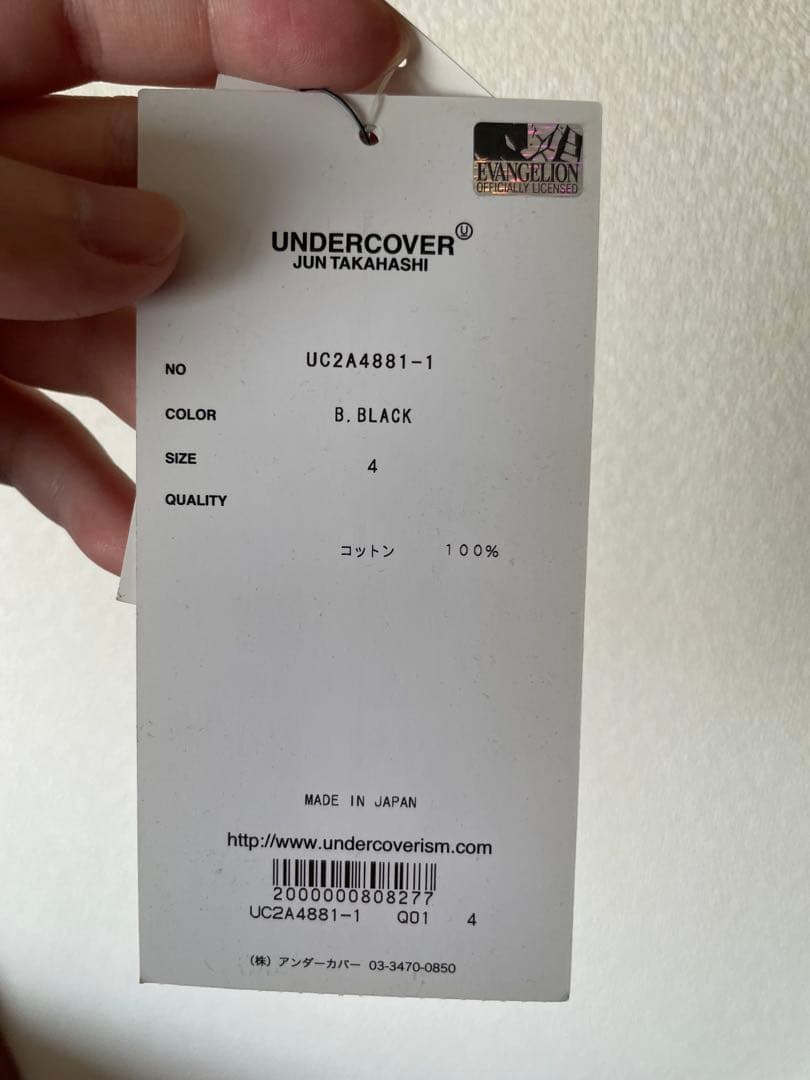 EVANGELION
OFFICIALLY LICENSED
UNDERCOVER Ⓤ
JUN TAKAHASHI
NO UC2A4881-1
COLOR B.BLACK
SIZE 4
QUALITY
コットン 100%
MADE IN JAPAN
http://www.undercoverism.com
2000000808277
UC2A4881-1 Q01 4
(株) アンダーカバー 03-3470-0850